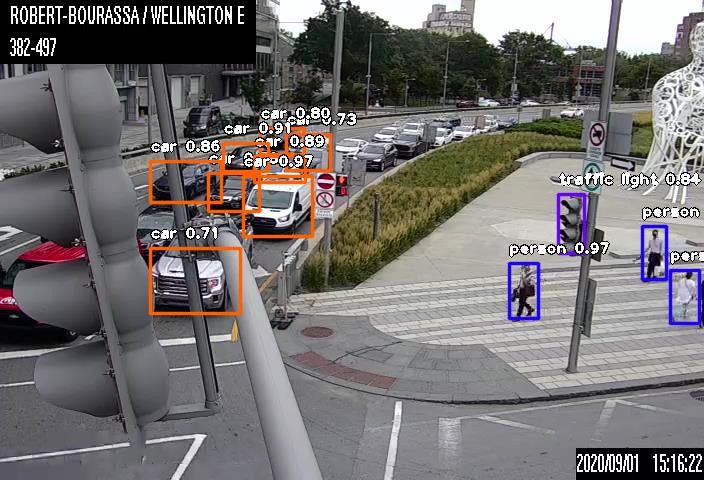 ROBERT-BOURASSA / WELLINGTON E
382-497
car 0.80
car 0.73
car 0.91
car 0.89
car 0.86
car 0.97
car 0.71
traffic light 0.84
person
person 0.97
pers
2020/09/01 15:16:22